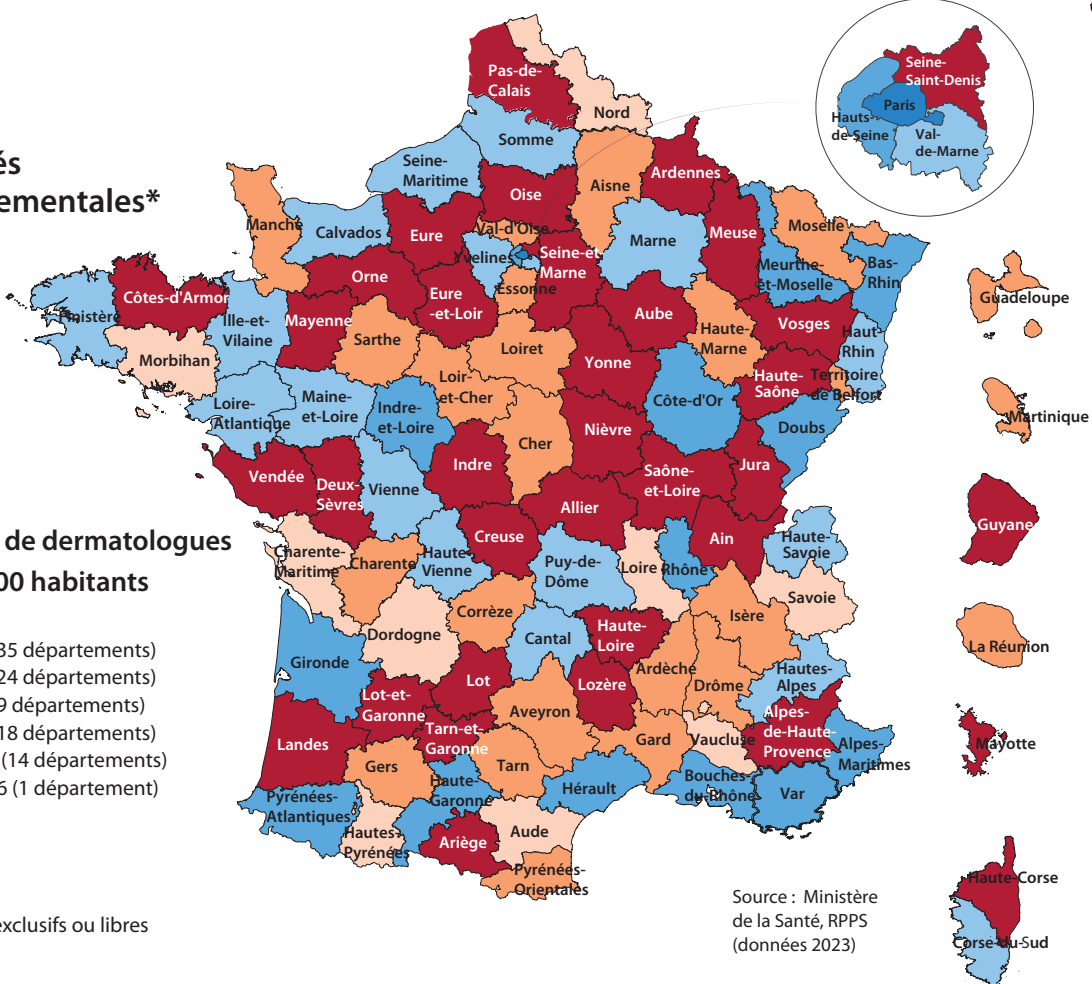 és
ementales*
de dermatologues
00 habitants
35 départements)
24 départements)
9 départements)
18 départements)
(14 départements)
6 (1 département)
exclusifs ou libres
Pas-de-
Calais
Nord
Somme
Seine-
Maritime
Oise
Aisne
Ardennes
Manche
Calvados
Eure
Val-d'Oise
Yvelines
Seine-et
Marne
Essonne
Marne
Meuse
Moselle
Meurthe-
et-Moselle
Bas-
Rhin
Finistère
Côtes-d'Armor
Ille-et-
Vilaine
Morbihan
Orne
Mayenne
Sarthe
Eure
-et-Loir
Loiret
Aube
Haute-
Marne
Vosges
Haut-
Rhin
Yonne
Haute-
Saône
Territoire
de Belfort
Loire-
Atlantique
Maine-
et-Loire
Indre-
et-Loire
Loir-
et-Cher
Cher
Nièvre
Côte-d'Or
Doubs
Vendée
Deux-
Sèvres
Vienne
Indre
Allier
Saône-
et-Loire
Jura
Charente-
Maritime
Charente
Haute-
Vienne
Creuse
Puy-de-
Dôme
Loire
Rhône
Ain
Haute-
Savoie
Savoie
Isère
Gironde
Dordogne
Corrèze
Cantal
Haute-
Loire
Ardèche
Drôme
Hautes-
Alpes
Landes
Lot-et-
Garonne
Lot
Tarn-et-
Garonne
Aveyron
Lozère
Gard
Vaucluse
Alpes-
de-Haute-
Provence
Alpes-
Maritimes
Gers
Tarn
Hérault
Bouches-
du-Rhône
Var
Pyrénées-
Atlantiques
Hautes-
Pyrénées
Haute-
Garonne
Ariège
Aude
Pyrénées-
Orientales
Seine-
Saint-Denis
Paris
Hauts-
de-Seine
Val-
de-Marne
Guadeloupe
Martinique
Guyane
La Réunion
Mayotte
Haute-Corse
Corse-du-Sud
Source : Ministère
de la Santé, RPPS
(données 2023)